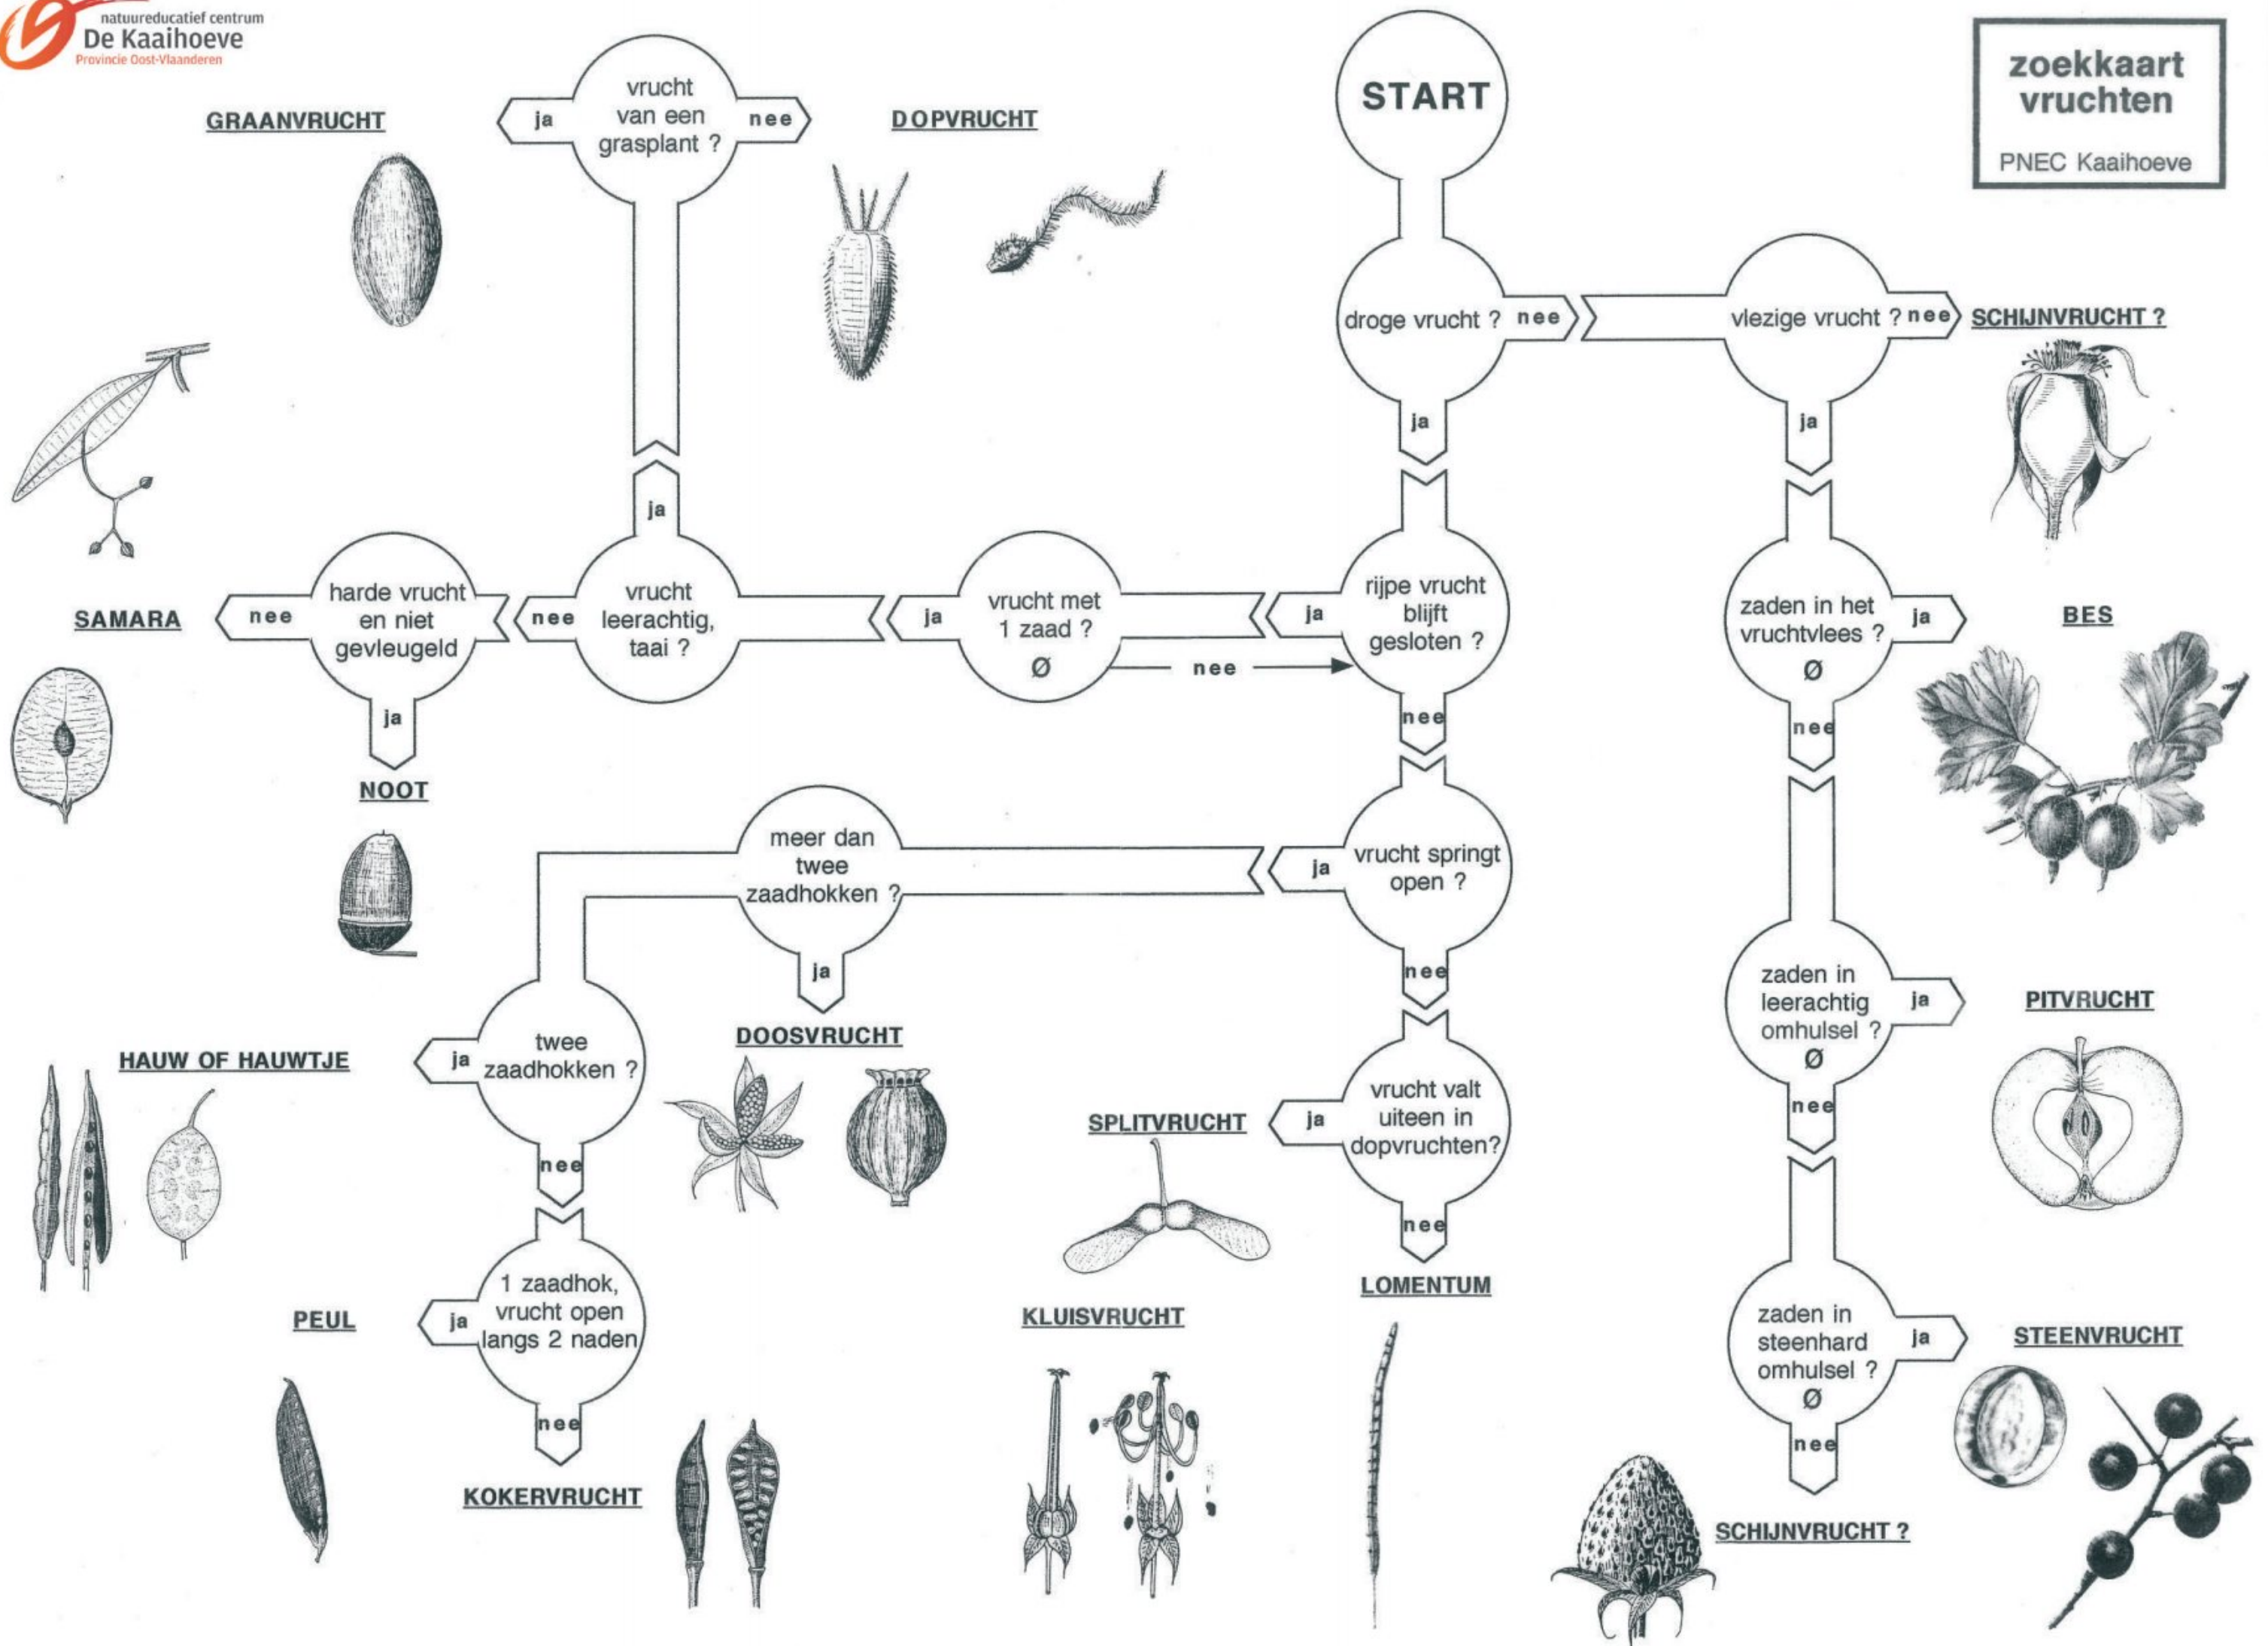 natuureducatief centrum
De Kaaihoeve
Provincie Oost-Vlaanderen
zoekkaart
vruchten
PNEC Kaaihoeve
START
droge vrucht ?
nee
ja
vlezige vrucht ?
nee
ja
SCHIJNVRUCHT ?
vrucht
van een
grasplant ?
ja
nee
GRAANVRUCHT
DOPVRUCHT
rijpe vrucht
blijft
gesloten ?
ja
nee
vrucht met
1 zaad ?
Ø
ja
nee
vrucht
leerachtig,
taai ?
ja
nee
harde vrucht
en niet
gevleugeld
nee
ja
SAMARA
NOOT
zaden in het
vruchtvlees ?
Ø
ja
nee
BES
vrucht springt
open ?
ja
nee
meer dan
twee
zaadhokken ?
ja
DOOSVRUCHT
twee
zaadhokken ?
ja
nee
HAUW OF HAUWTJE
zaden in
leerachtig
omhulsel ?
Ø
ja
nee
PITVRUCHT
vrucht valt
uiteen in
dopvruchten?
ja
nee
SPLITVRUCHT
LOMENTUM
KLUISVRUCHT
1 zaadhok,
vrucht open
langs 2 naden
ja
nee
PEUL
KOKERVRUCHT
zaden in
steenhard
omhulsel ?
Ø
ja
nee
STEENVRUCHT
SCHIJNVRUCHT ?